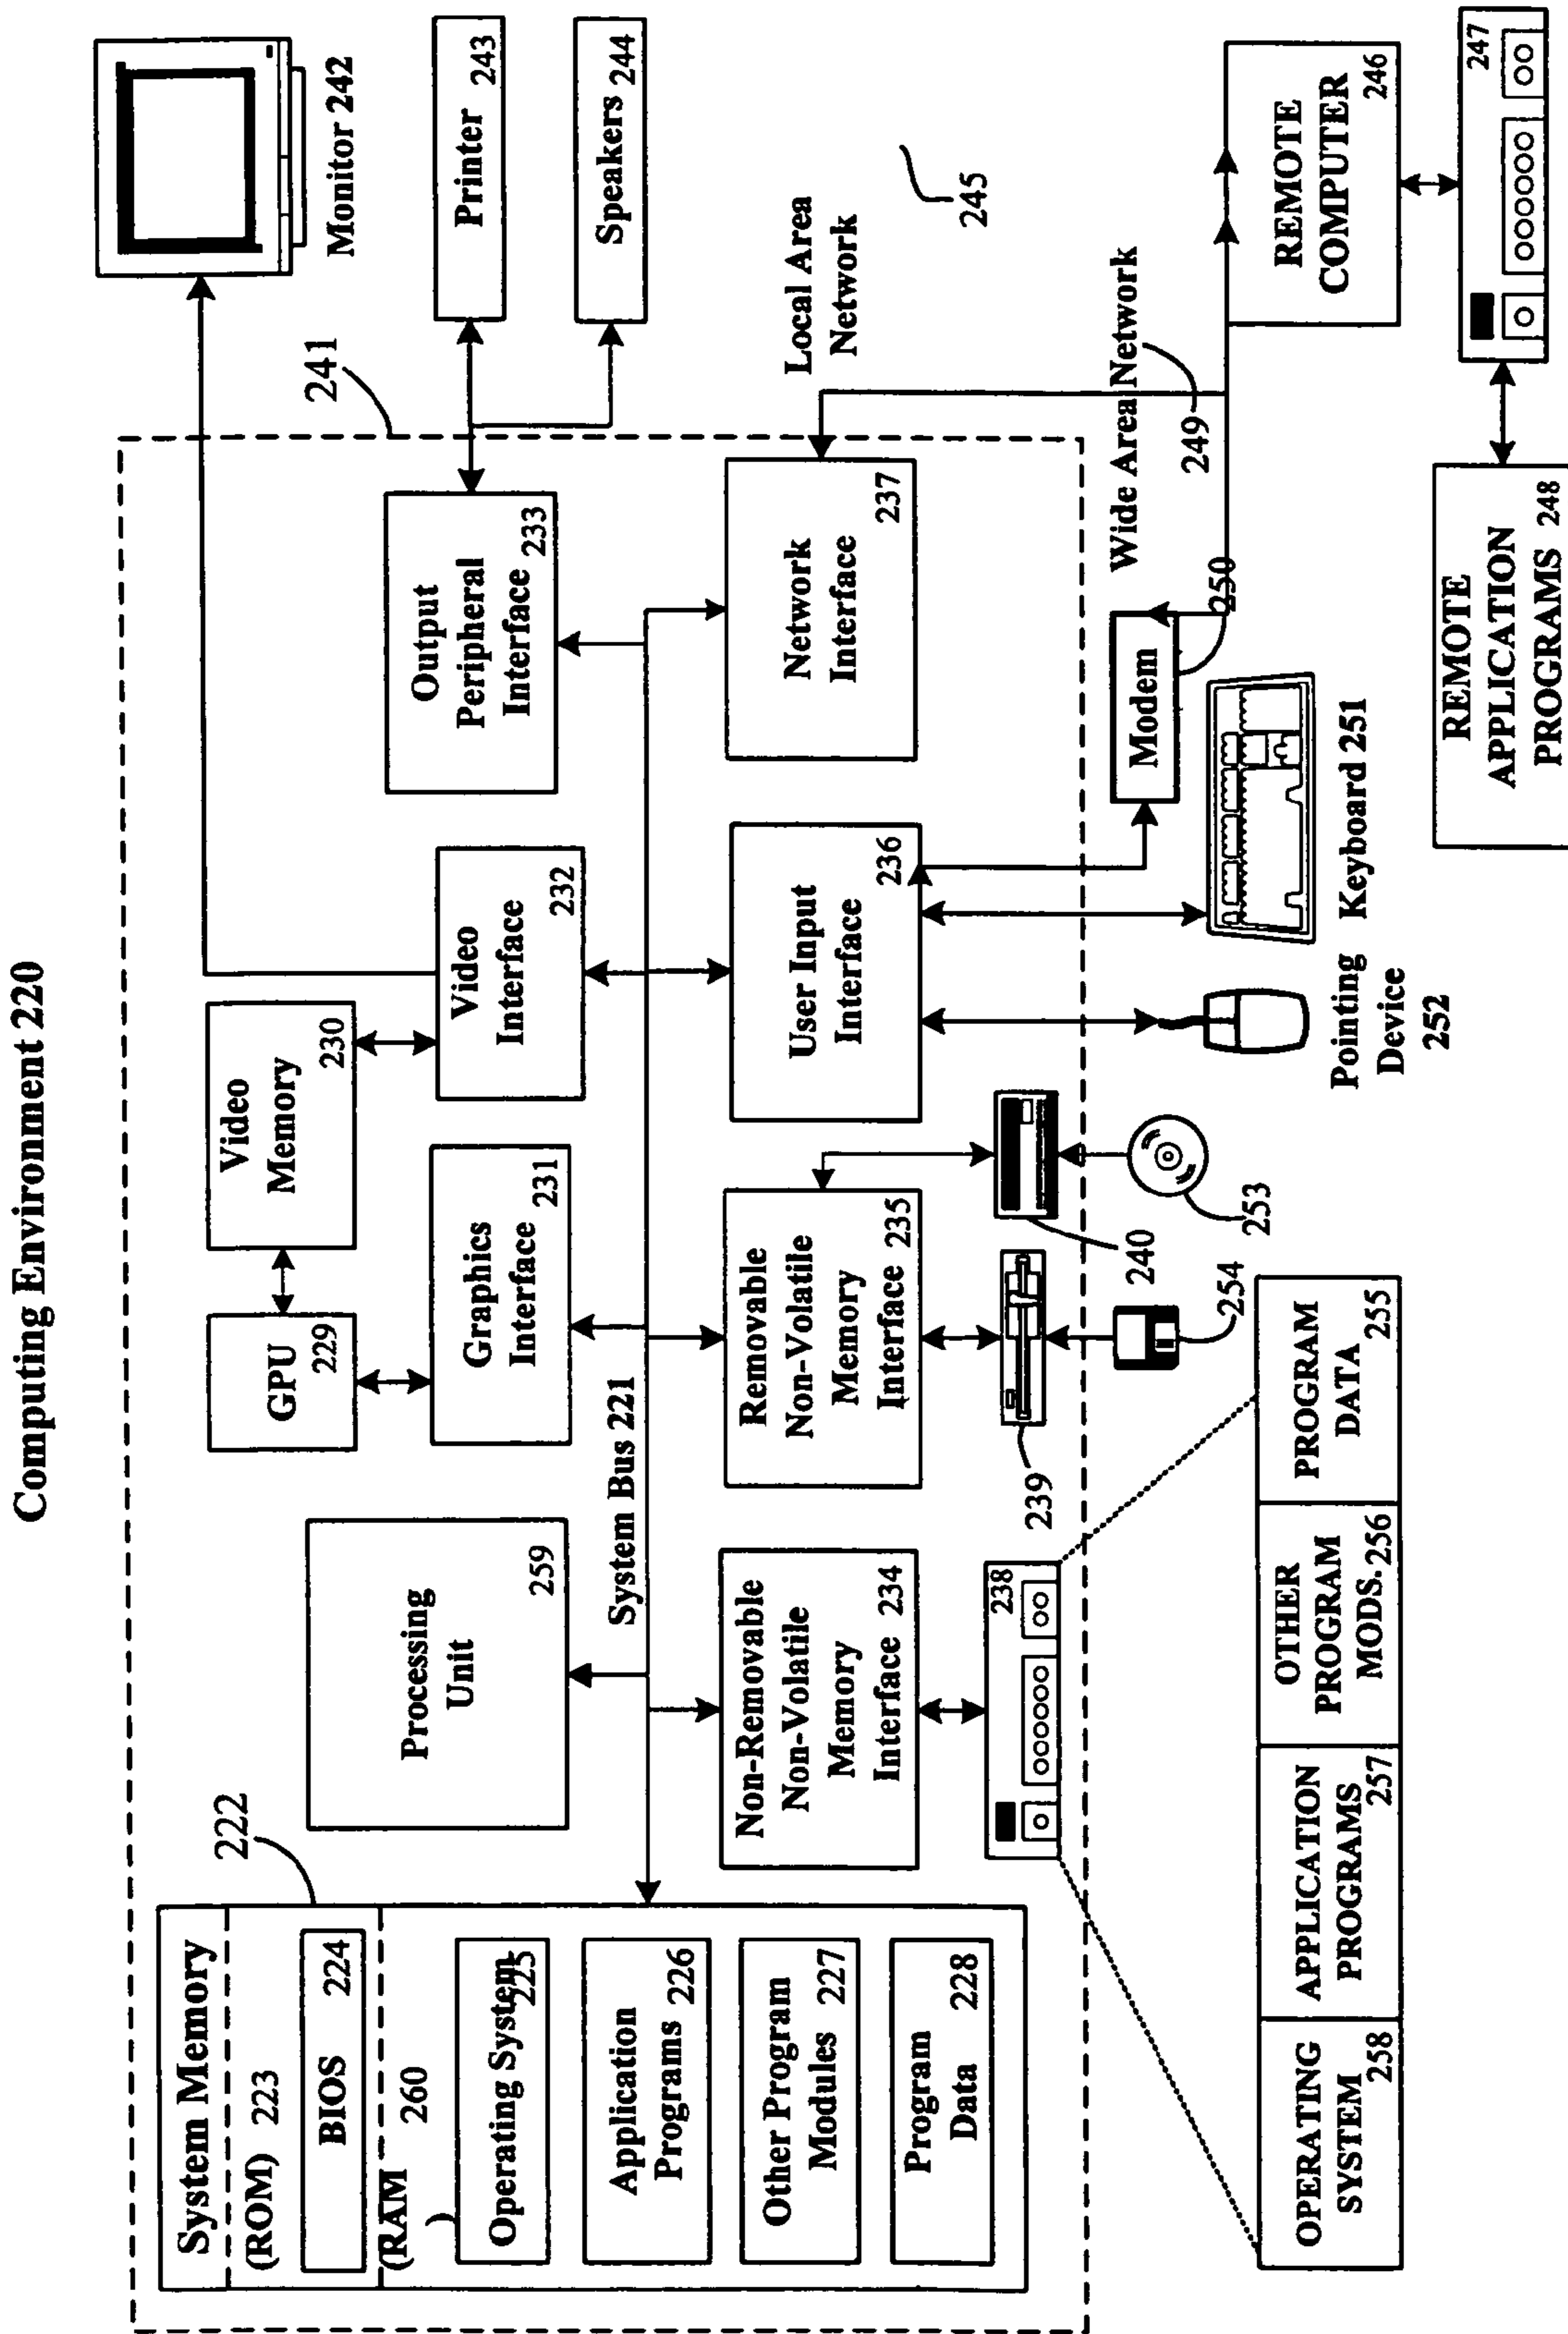 Computing Environment 220
System Memory
(ROM) 223
BIOS 224
(RAM 260
Operating System
225
Application
Programs 226
Other Program
Modules 227
Program
Data 228
222
Processing
Unit
259
GPU
229
Video
Memory
230
Graphics
Interface
231
Video
Interface
232
Output
Peripheral
Interface 233
241
Monitor 242
Printer
243
Speakers
244
System Bus 221
Non-Removable
Non-Volatile
Memory
Interface 234
Removable
Non-Volatile
Memory
Interface 235
User Input
Interface
236
Network
Interface
237
Local Area
Network
245
238
239
240
254
253
Pointing
Device
252
Keyboard 251
Modem
250
Wide Area Network
249
REMOTE
COMPUTER
246
247
REMOTE
APPLICATION
PROGRAMS 248
OPERATING
SYSTEM
258
APPLICATION
PROGRAMS
257
OTHER
PROGRAM
MODS. 256
PROGRAM
DATA
255